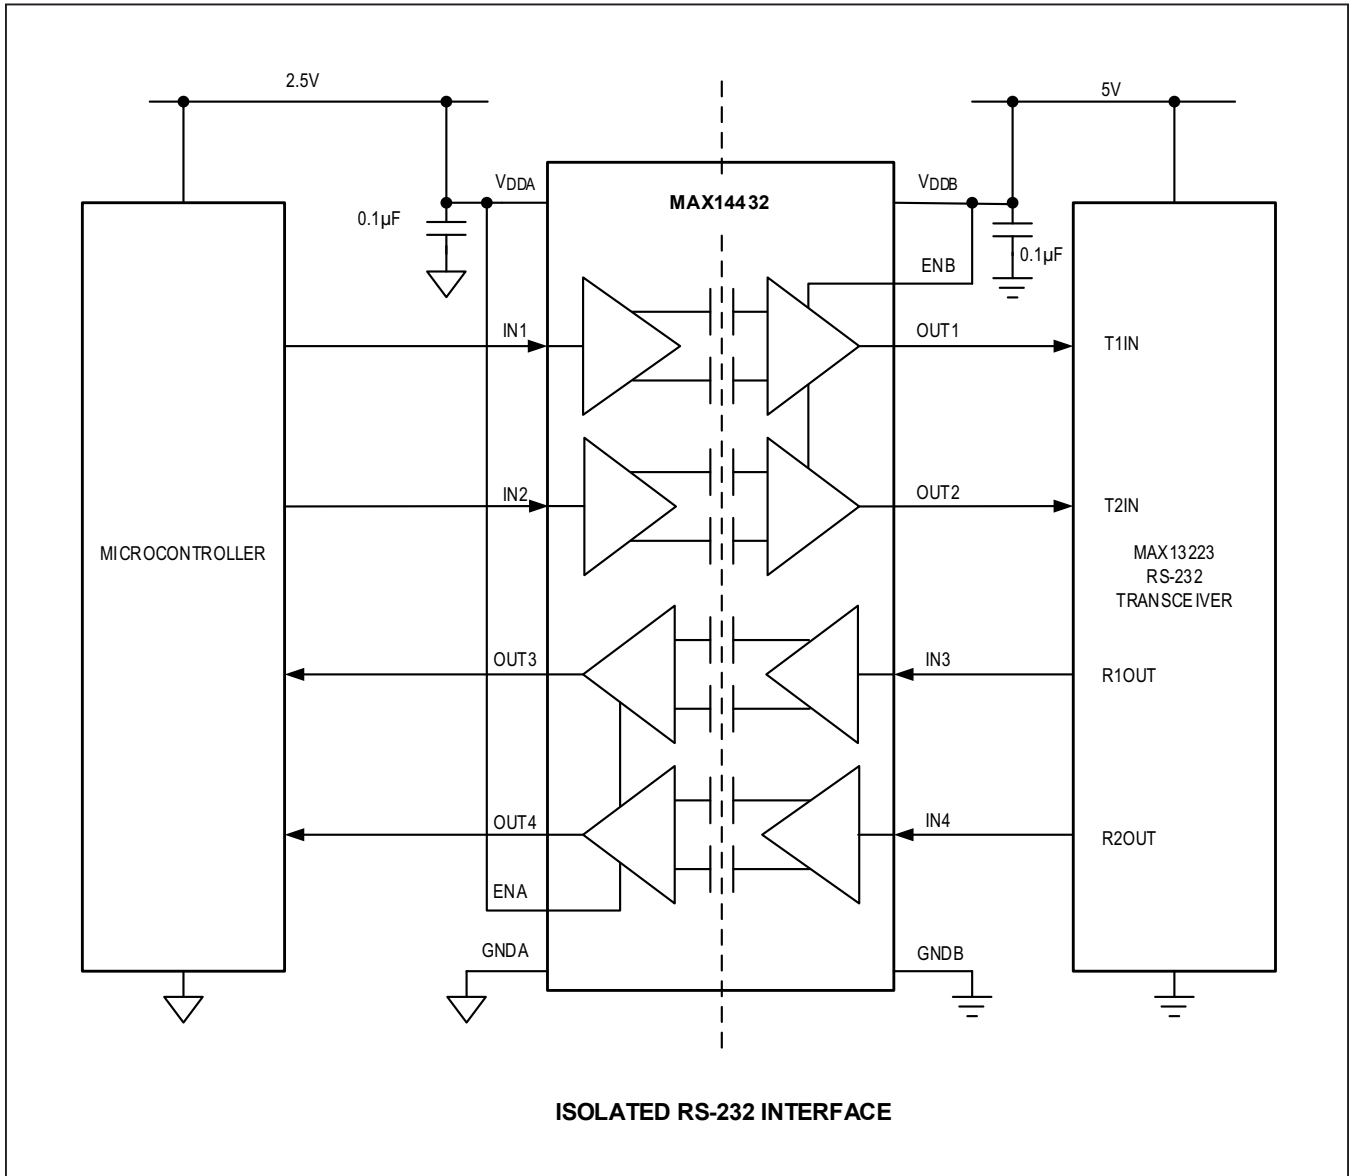 2.5V
5V
VDDA
MAX14432
VDDB
0.1µF
0.1µF
ENB
IN1
OUT1
T1IN
IN2
OUT2
T2IN
MICROCONTROLLER
MAX13223
RS-232
TRANSCEIVER
OUT3
IN3
R1OUT
OUT4
IN4
R2OUT
ENA
GNDA
GNDB
ISOLATED RS-232 INTERFACE